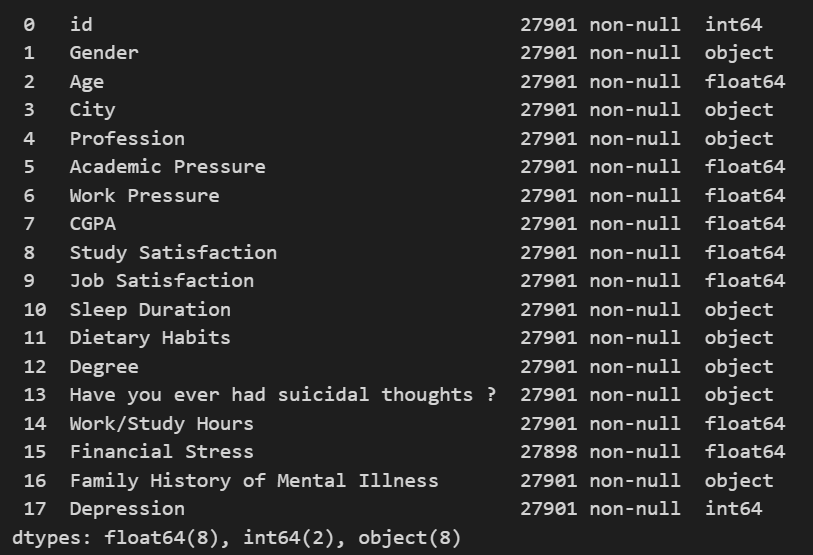 0 id 27901 non-null int64
1 Gender 27901 non-null object
2 Age 27901 non-null float64
3 City 27901 non-null object
4 Profession 27901 non-null object
5 Academic Pressure 27901 non-null float64
6 Work Pressure 27901 non-null float64
7 CGPA 27901 non-null float64
8 Study Satisfaction 27901 non-null float64
9 Job Satisfaction 27901 non-null float64
10 Sleep Duration 27901 non-null object
11 Dietary Habits 27901 non-null object
12 Degree 27901 non-null object
13 Have you ever had suicidal thoughts ? 27901 non-null object
14 Work/Study Hours 27901 non-null float64
15 Financial Stress 27898 non-null float64
16 Family History of Mental Illness 27901 non-null object
17 Depression 27901 non-null int64
dtypes: float64(8), int64(2), object(8)